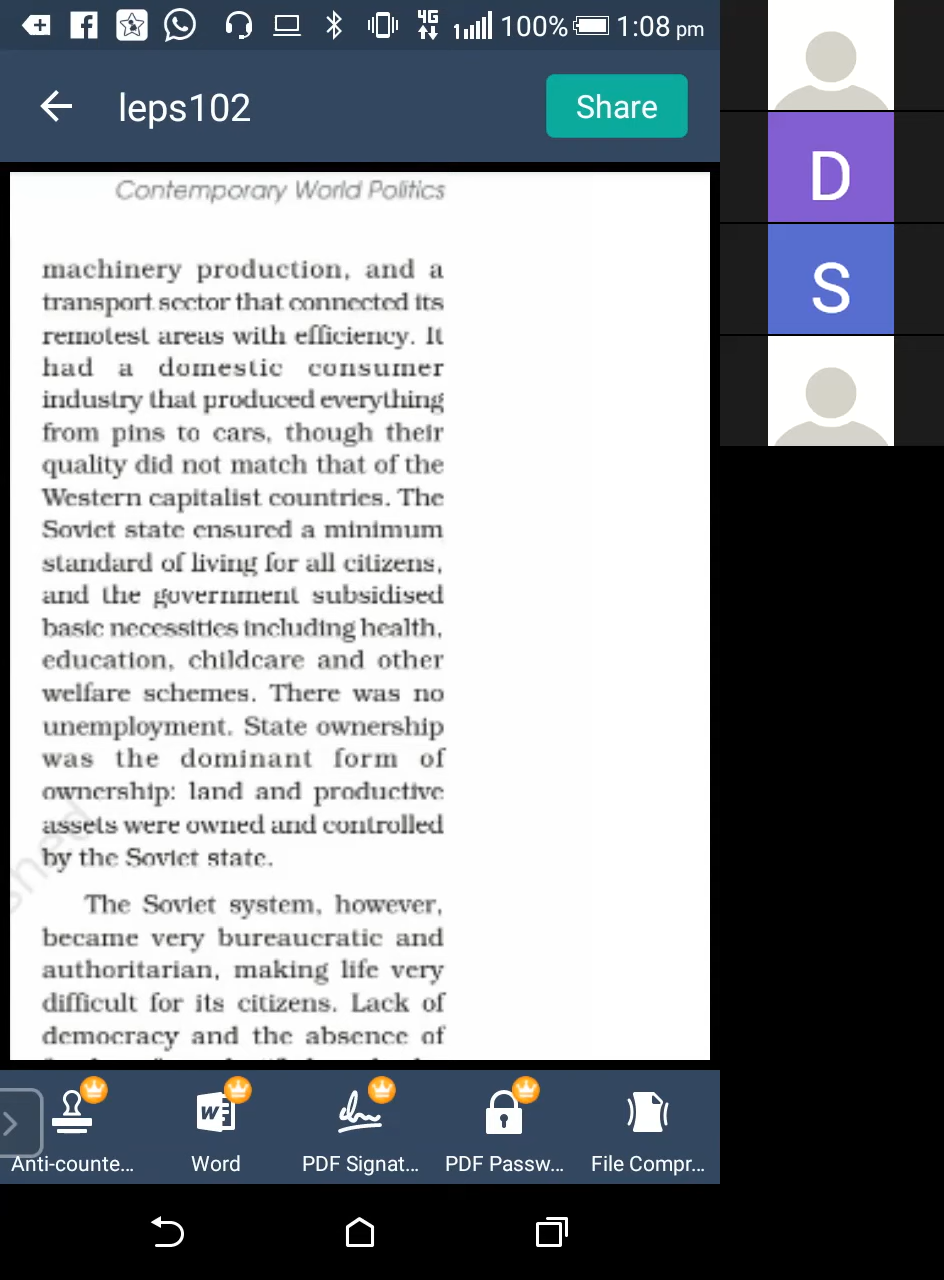 4G
100%
1:08 pm
leps102
Share
D
S
Contemporary World Politics
machinery production, and a
transport sector that connected its
remotest areas with efficiency. It
had a domestic consumer
industry that produced everything
from pins to cars, though their
quality did not match that of the
Western capitalist countries. The
Soviet state ensured a minimum
standard of living for all citizens,
and the government subsidised
basic necessities including health,
education, childcare and other
welfare schemes. There was no
unemployment. State ownership
was the dominant form of
ownership: land and productive
assets were owned and controlled
by the Soviet state.
The Soviet system, however,
became very bureaucratic and
authoritarian, making life very
difficult for its citizens. Lack of
democracy and the absence of
shed
Anti-counte...
Word
PDF Signat...
PDF Passw...
File Compr...